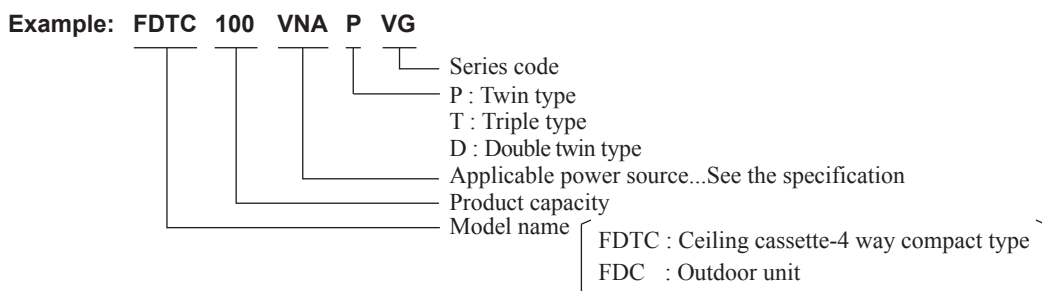 Example: FDTC 100 VNA P VG
Series code
P : Twin type
T : Triple type
D : Double twin type
Applicable power source...See the specification
Product capacity
Model name
FDTC : Ceiling cassette-4 way compact type
FDC : Outdoor unit